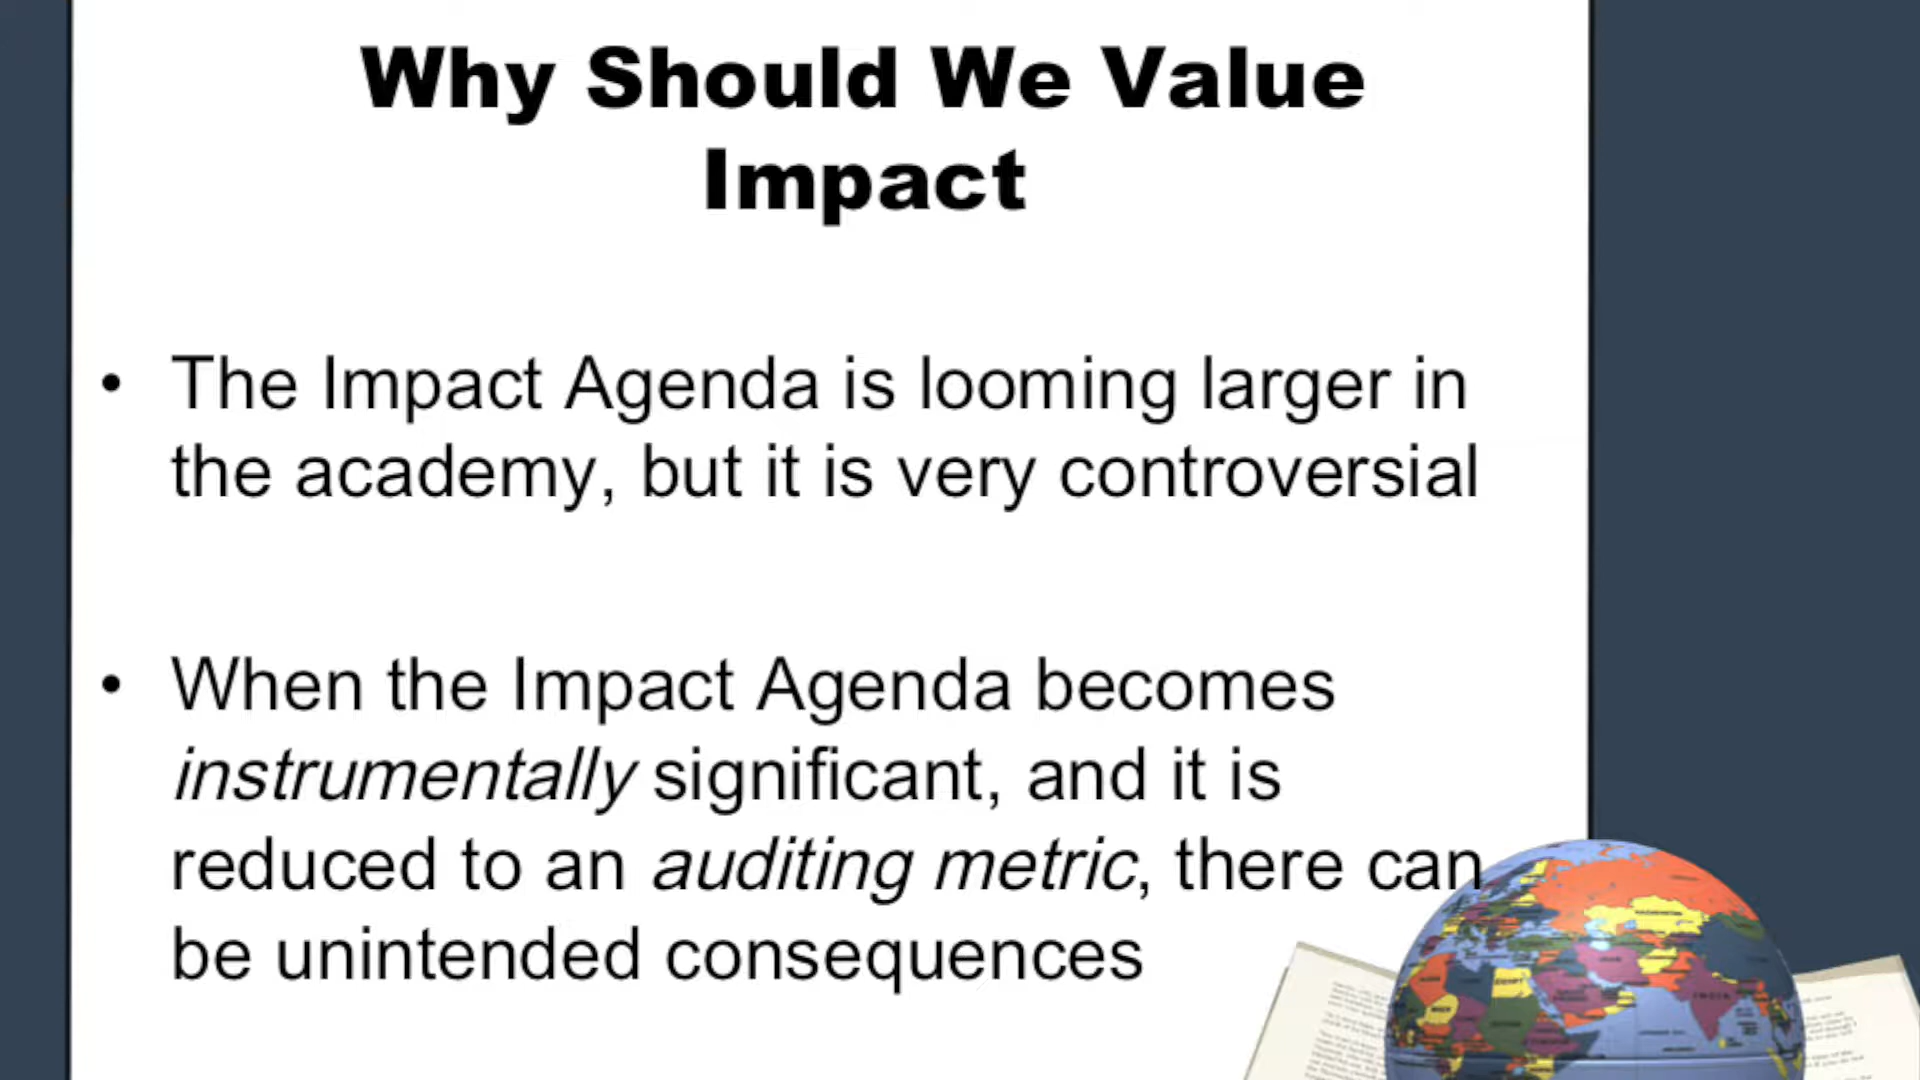 Why Should We Value
Impact
• The Impact Agenda is looming larger in
the academy, but it is very controversial
• When the Impact Agenda becomes
instrumentally significant, and it is
reduced to an auditing metric, there can
be unintended consequences
EGYPT
INDIA